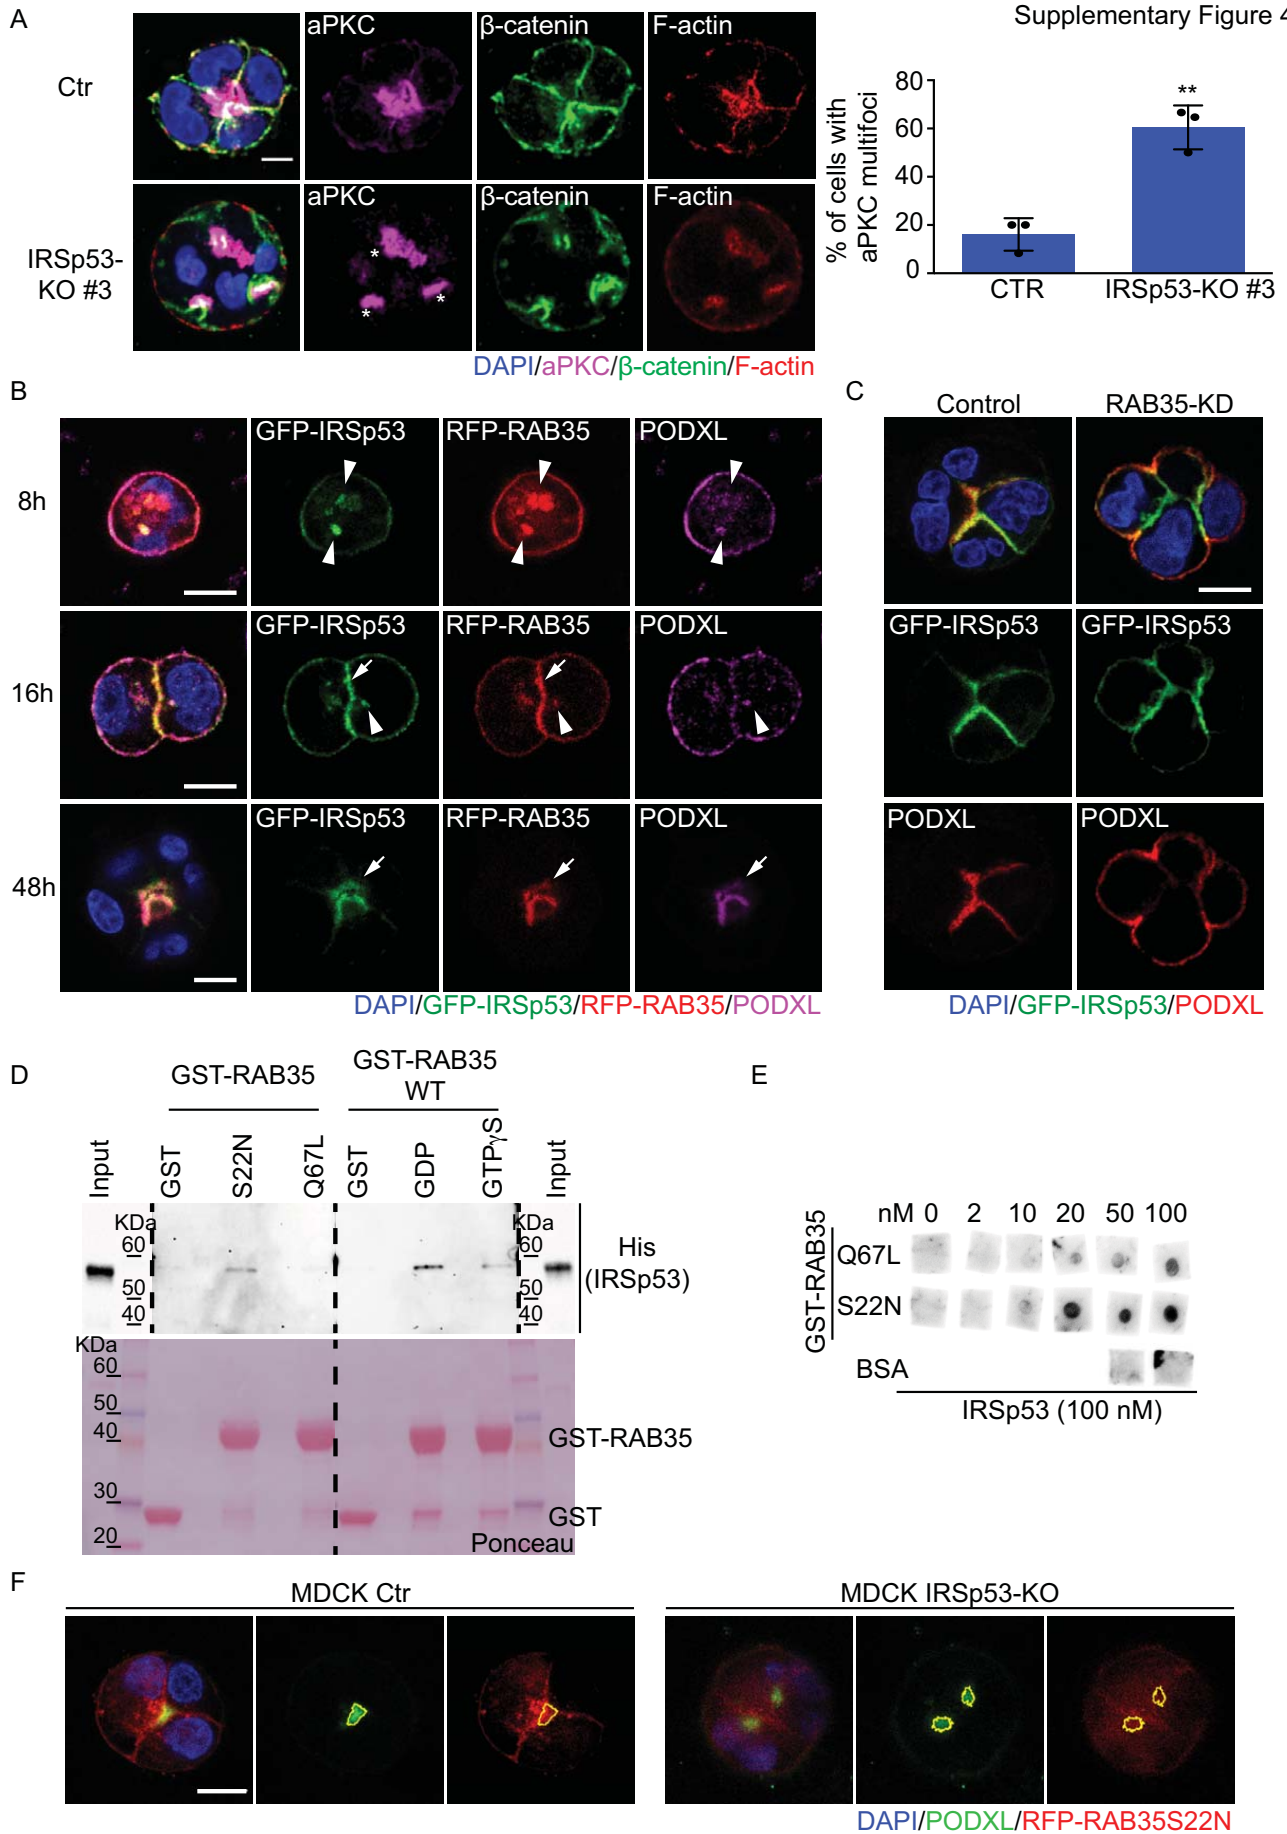 Supplementary Figure 4
A
Ctr
aPKC
β-catenin
F-actin
IRSp53-
KO #3
aPKC
β-catenin
F-actin
*
*
*
DAPI/aPKC/β-catenin/F-actin
% of cells with
aPKC multifoci
80
60
40
20
0
**
CTR
IRSp53-KO #3
B
8h
GFP-IRSp53
RFP-RAB35
PODXL
16h
GFP-IRSp53
RFP-RAB35
PODXL
48h
GFP-IRSp53
RFP-RAB35
PODXL
DAPI/GFP-IRSp53/RFP-RAB35/PODXL
C
Control
RAB35-KD
GFP-IRSp53
GFP-IRSp53
PODXL
PODXL
DAPI/GFP-IRSp53/PODXL
D
GST-RAB35
GST-RAB35
WT
Input
GST
S22N
Q67L
GST
GDP
GTPγS
Input
KDa
60
50
40
KDa
60
50
40
His
(IRSp53)
KDa
60
50
40
30
20
GST-RAB35
GST
Ponceau
E
nM 0 2 10 20 50 100
GST-RAB35
Q67L
S22N
BSA
IRSp53 (100 nM)
F
MDCK Ctr
MDCK IRSp53-KO
DAPI/PODXL/RFP-RAB35S22N